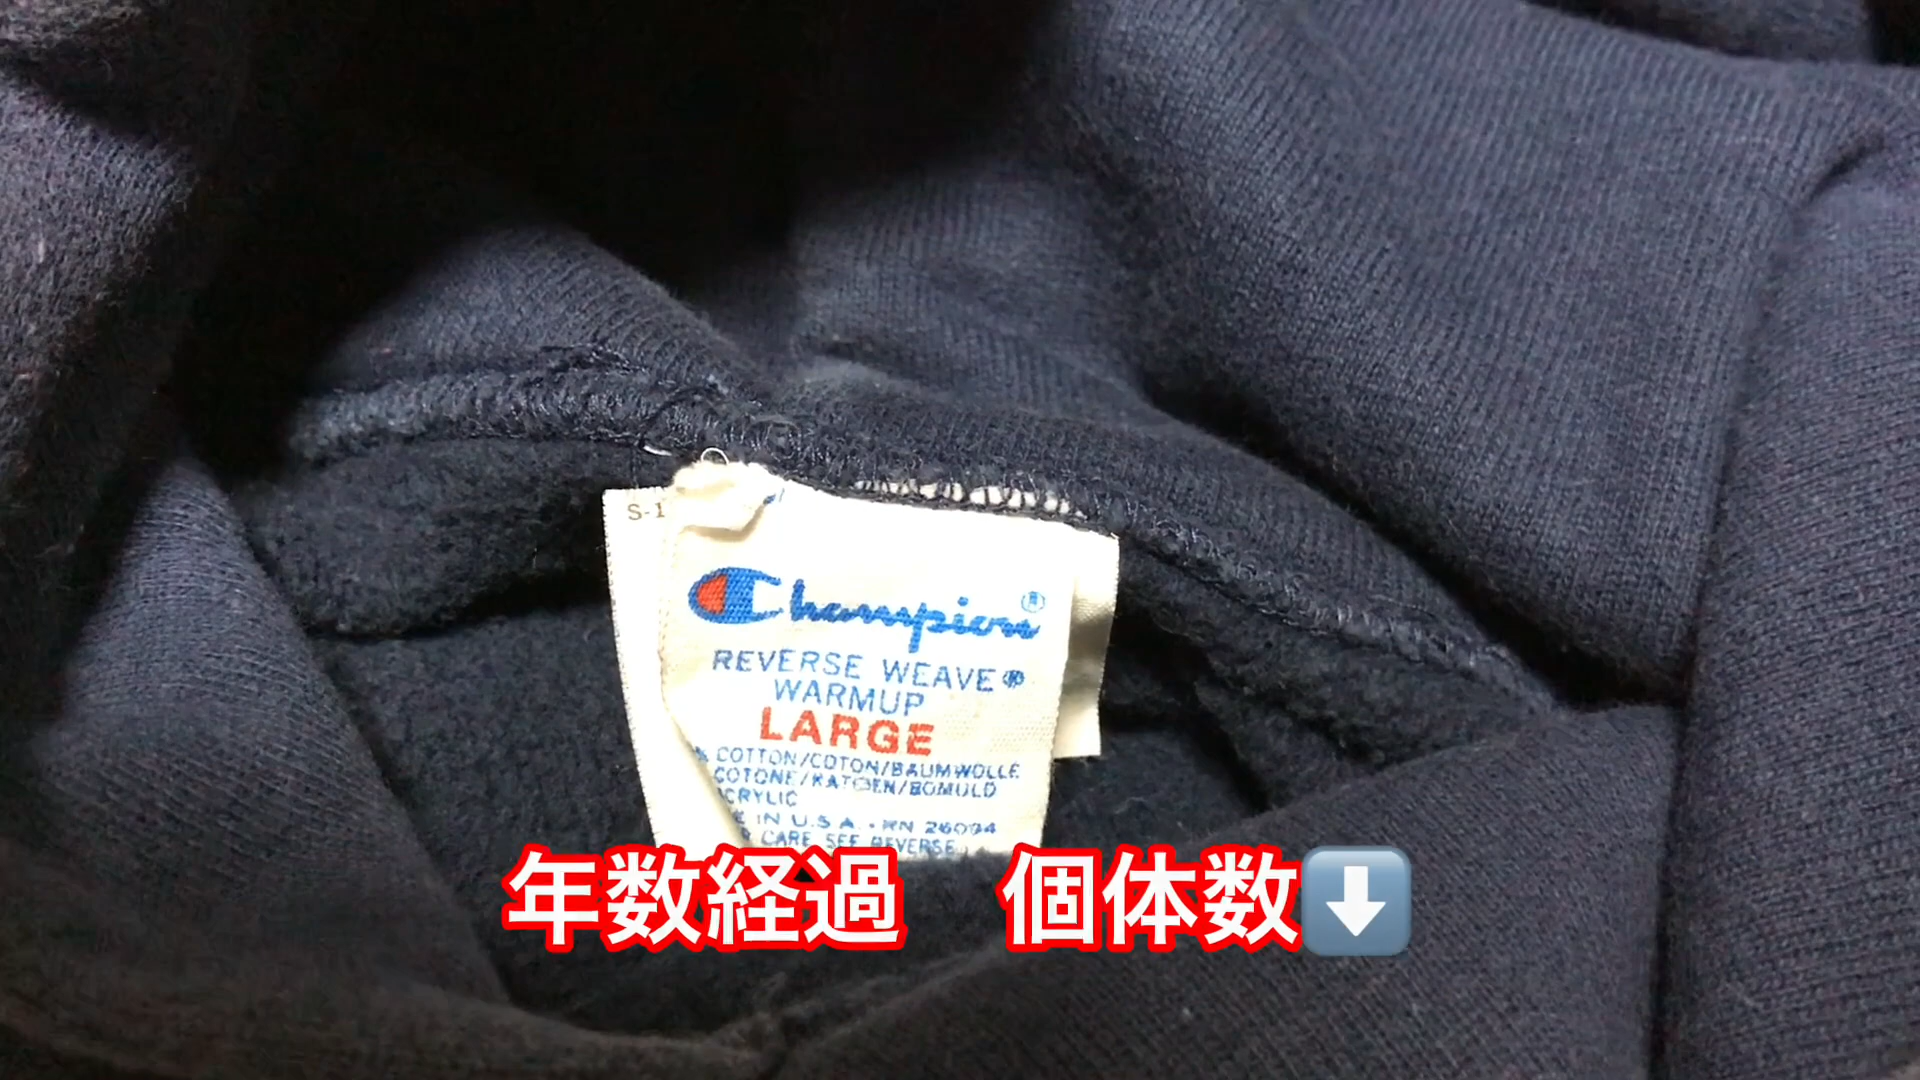 S-1
Champion®
REVERSE WEAVE®
WARMUP
LARGE
% COTTON/COTON/BAUMWOLLE
COTONE/KATOEN/BOMULD
CRYLIC
E IN U.S.A. • RN 26094
R CARE SEE REVERSE
年数経過 個体数⬇